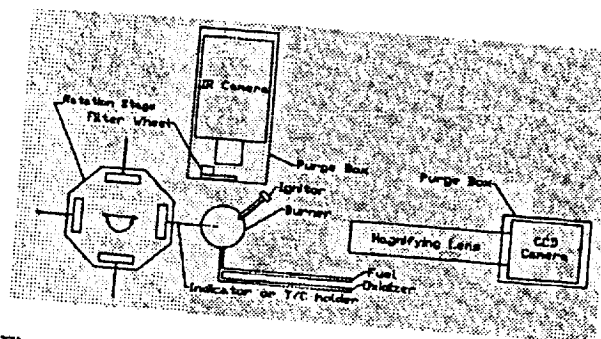 IR Camera
Rotation Stage
Filter Wheel
Purge Box
Ignitor
Purge Box
Burner
Magnifying Lens
CCD
Camera
Fuel
Oxidizer
Indicator or T/C holder